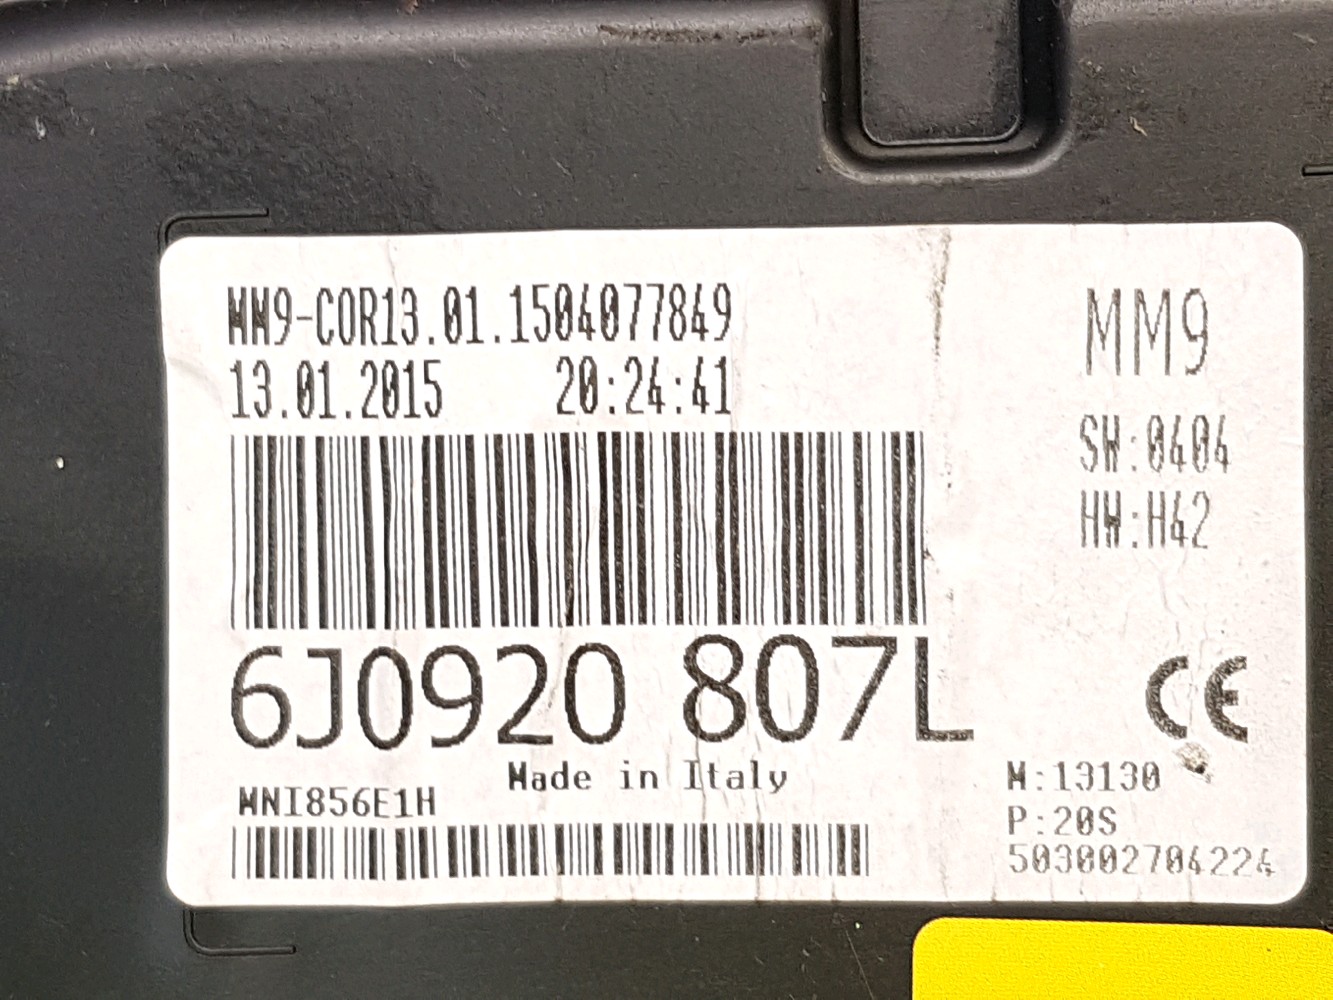 MM9-COR13.01.1504077849
13.01.2015 20:24:41
MM9
SW:0404
HW:H42
6J0920 807L
CE
Made in Italy
MNI856E1H
M:13130
P:20S
503002704224